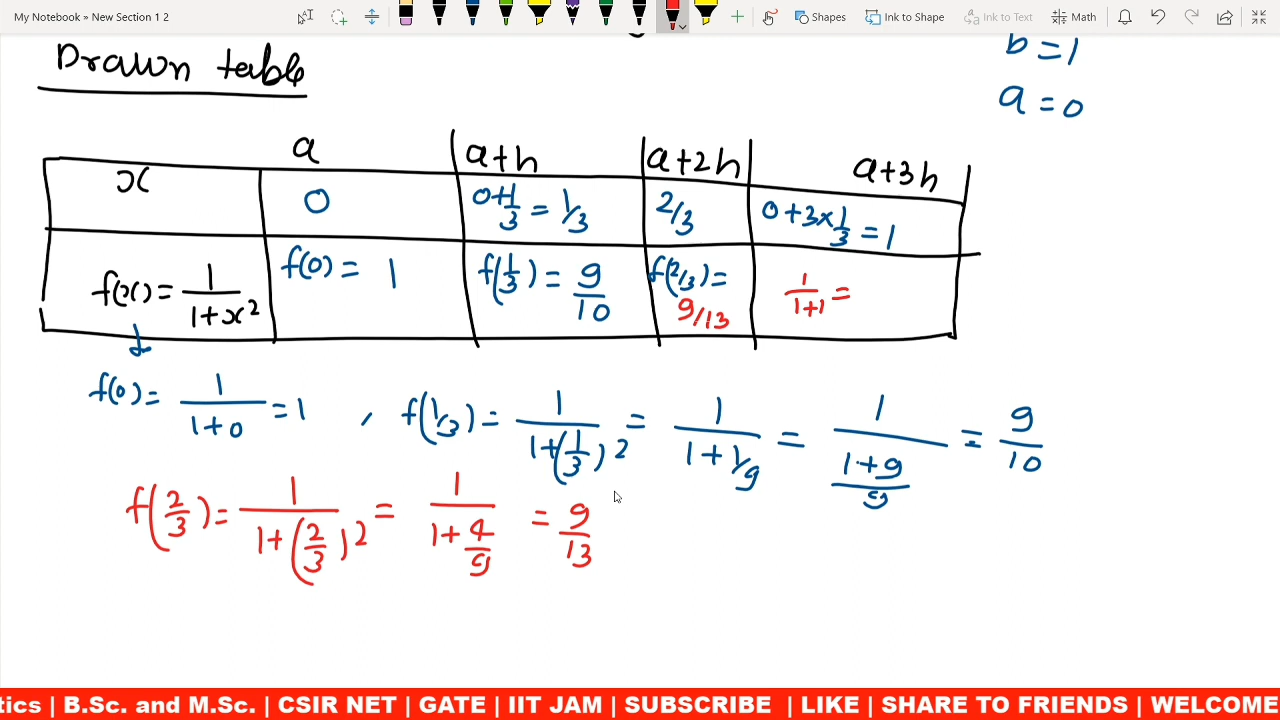 My Notebook » New Section 1 2
Shapes Ink to Shape Ink to Text Math
b = 1
Drawn table
a = 0
a a+h a+2h a+3h
x 0 0+1/3 = 1/3 2/3 0+3×1/3 = 1
f(x) = 1/(1+x²) f(0) = 1 f(1/3) = 9/10 f(2/3) = 9/13 1/(1+1) =
f(0) = 1/(1+0) = 1 , f(1/3) = 1/(1+(1/3)2) = 1/(1+1/9) = 1/((1+9)/9) = 9/10
f(2/3) = 1/(1+(2/3)2) = 1/(1+4/9) = 9/13
tics | B.Sc. and M.Sc. | CSIR NET | GATE | IIT JAM | SUBSCRIBE | LIKE | SHARE TO FRIENDS | WELCOME